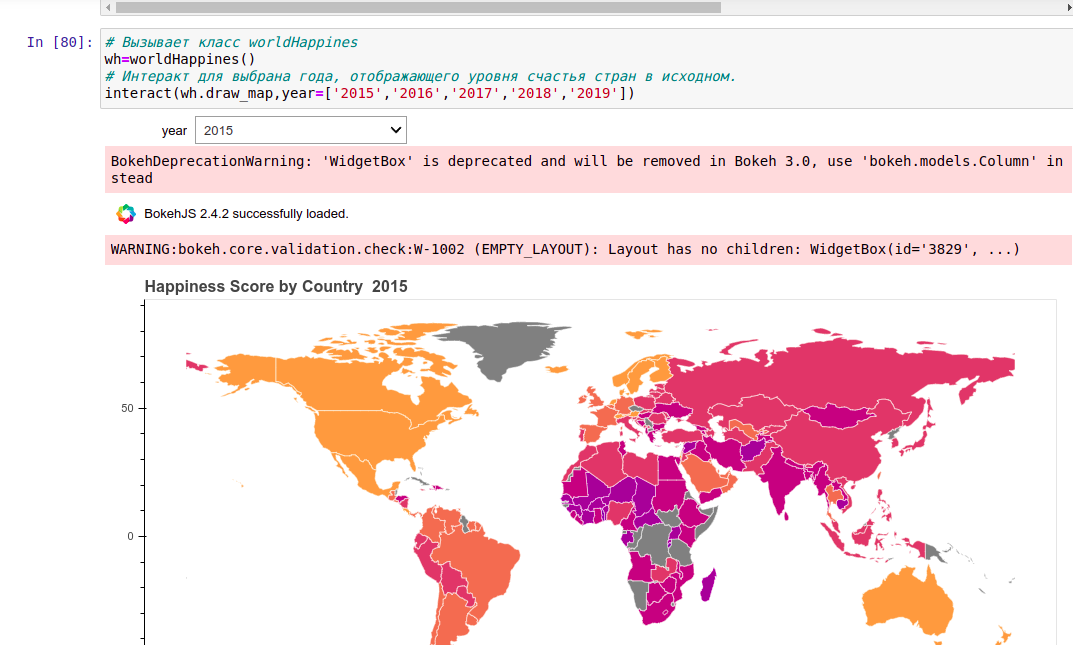 In [80]:
# Вызывает класс worldHappines
wh=worldHappines()
# Интеракт для выбрана года, отображающего уровня счастья стран в исходном.
interact(wh.draw_map,year=['2015','2016','2017','2018','2019'])
year 2015
BokehDeprecationWarning: 'WidgetBox' is deprecated and will be removed in Bokeh 3.0, use 'bokeh.models.Column' in
stead
BokehJS 2.4.2 successfully loaded.
WARNING:bokeh.core.validation.check:W-1002 (EMPTY_LAYOUT): Layout has no children: WidgetBox(id='3829', ...)
Happiness Score by Country 2015
50
0